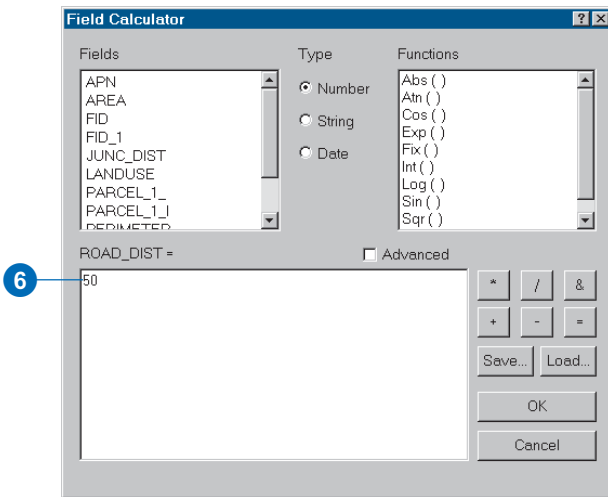 Field Calculator
? X
Fields
APN
AREA
FID
FID_1
JUNC_DIST
LANDUSE
PARCEL_1_
PARCEL_1_I
PERIMETER
Type
Number
String
Date
Functions
Abs ( )
Atn ( )
Cos ( )
Exp ( )
Fix ( )
Int ( )
Log ( )
Sin ( )
Sqr ( )
ROAD_DIST =
Advanced
6
50
* / &
+ - =
Save... Load...
OK
Cancel